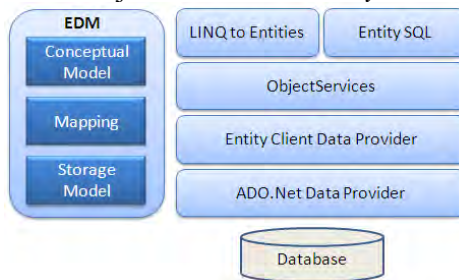 EDM
Conceptual
Model
Mapping
Storage
Model
LINQ to Entities
Entity SQL
ObjectServices
Entity Client Data Provider
ADO.Net Data Provider
Database